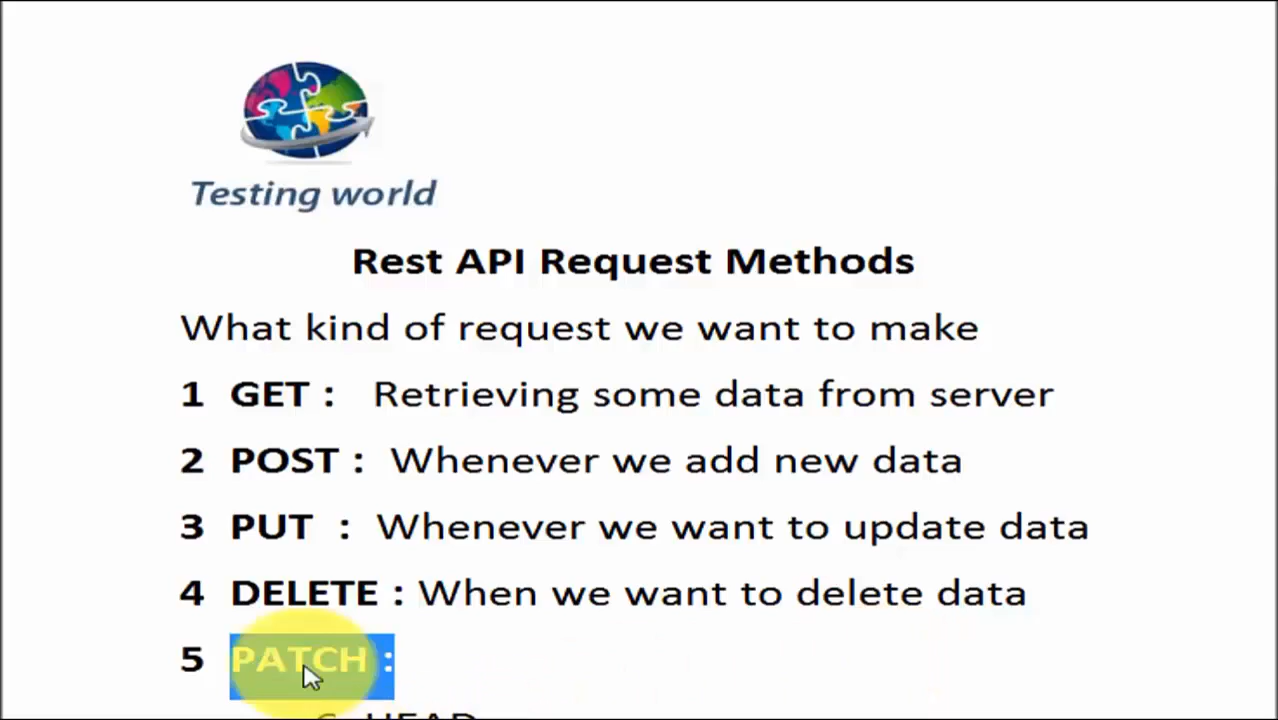 Testing world
Rest API Request Methods
What kind of request we want to make
1 GET : Retrieving some data from server
2 POST : Whenever we add new data
3 PUT : Whenever we want to update data
4 DELETE : When we want to delete data
5 PATCH :
6 HEAD